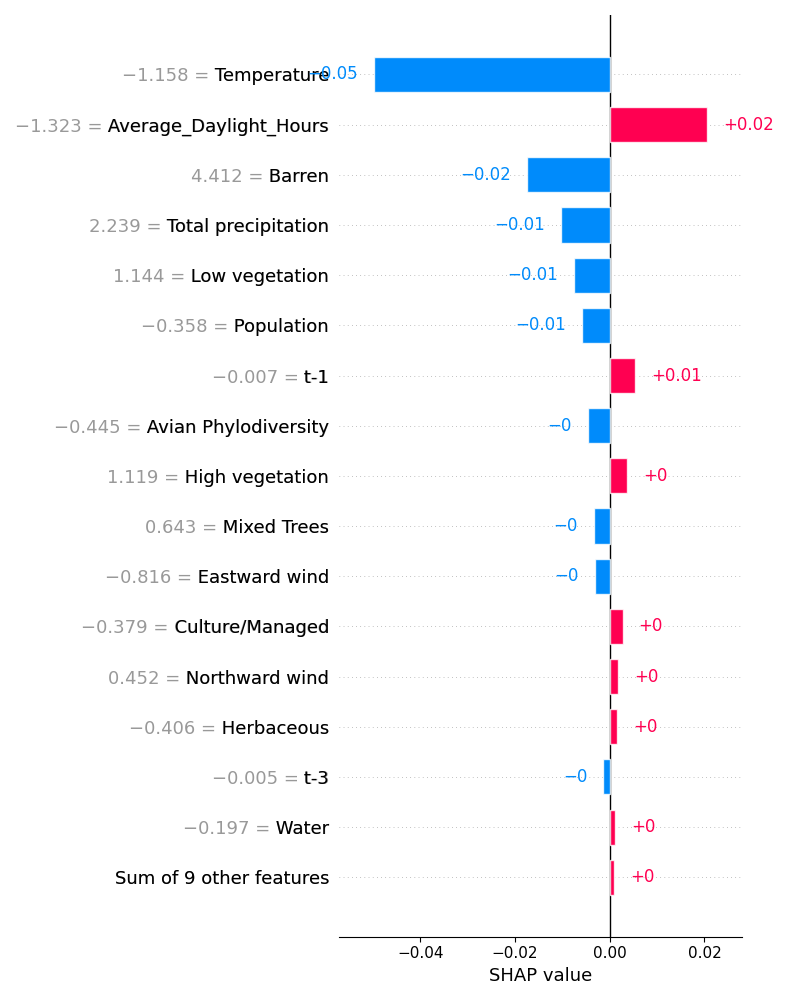 −1.158 = Temperature −0.05
−1.323 = Average_Daylight_Hours +0.02
4.412 = Barren −0.02
2.239 = Total precipitation −0.01
1.144 = Low vegetation −0.01
−0.358 = Population −0.01
−0.007 = t-1 +0.01
−0.445 = Avian Phylodiversity −0
1.119 = High vegetation +0
0.643 = Mixed Trees −0
−0.816 = Eastward wind −0
−0.379 = Culture/Managed +0
0.452 = Northward wind +0
−0.406 = Herbaceous +0
−0.005 = t-3 −0
−0.197 = Water +0
Sum of 9 other features +0
−0.04 −0.02 0.00 0.02
SHAP value